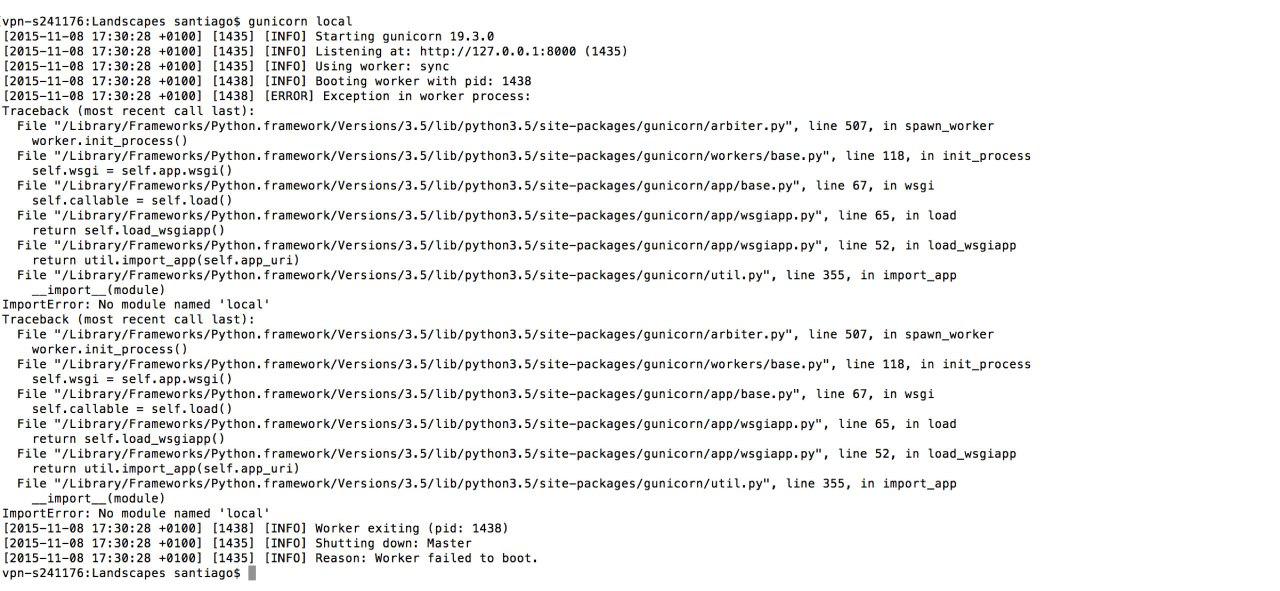 vpn-s241176:Landscapes santiago$ gunicorn local
[2015-11-08 17:30:28 +0100] [1435] [INFO] Starting gunicorn 19.3.0
[2015-11-08 17:30:28 +0100] [1435] [INFO] Listening at: http://127.0.0.1:8000 (1435)
[2015-11-08 17:30:28 +0100] [1435] [INFO] Using worker: sync
[2015-11-08 17:30:28 +0100] [1438] [INFO] Booting worker with pid: 1438
[2015-11-08 17:30:28 +0100] [1438] [ERROR] Exception in worker process:
Traceback (most recent call last):
  File "/Library/Frameworks/Python.framework/Versions/3.5/lib/python3.5/site-packages/gunicorn/arbiter.py", line 507, in spawn_worker
    worker.init_process()
  File "/Library/Frameworks/Python.framework/Versions/3.5/lib/python3.5/site-packages/gunicorn/workers/base.py", line 118, in init_process
    self.wsgi = self.app.wsgi()
  File "/Library/Frameworks/Python.framework/Versions/3.5/lib/python3.5/site-packages/gunicorn/app/base.py", line 67, in wsgi
    self.callable = self.load()
  File "/Library/Frameworks/Python.framework/Versions/3.5/lib/python3.5/site-packages/gunicorn/app/wsgiapp.py", line 65, in load
    return self.load_wsgiapp()
  File "/Library/Frameworks/Python.framework/Versions/3.5/lib/python3.5/site-packages/gunicorn/app/wsgiapp.py", line 52, in load_wsgiapp
    return util.import_app(self.app_uri)
  File "/Library/Frameworks/Python.framework/Versions/3.5/lib/python3.5/site-packages/gunicorn/util.py", line 355, in import_app
    __import__(module)
ImportError: No module named 'local'
Traceback (most recent call last):
  File "/Library/Frameworks/Python.framework/Versions/3.5/lib/python3.5/site-packages/gunicorn/arbiter.py", line 507, in spawn_worker
    worker.init_process()
  File "/Library/Frameworks/Python.framework/Versions/3.5/lib/python3.5/site-packages/gunicorn/workers/base.py", line 118, in init_process
    self.wsgi = self.app.wsgi()
  File "/Library/Frameworks/Python.framework/Versions/3.5/lib/python3.5/site-packages/gunicorn/app/base.py", line 67, in wsgi
    self.callable = self.load()
  File "/Library/Frameworks/Python.framework/Versions/3.5/lib/python3.5/site-packages/gunicorn/app/wsgiapp.py", line 65, in load
    return self.load_wsgiapp()
  File "/Library/Frameworks/Python.framework/Versions/3.5/lib/python3.5/site-packages/gunicorn/app/wsgiapp.py", line 52, in load_wsgiapp
    return util.import_app(self.app_uri)
  File "/Library/Frameworks/Python.framework/Versions/3.5/lib/python3.5/site-packages/gunicorn/util.py", line 355, in import_app
    __import__(module)
ImportError: No module named 'local'
[2015-11-08 17:30:28 +0100] [1438] [INFO] Worker exiting (pid: 1438)
[2015-11-08 17:30:28 +0100] [1435] [INFO] Shutting down: Master
[2015-11-08 17:30:28 +0100] [1435] [INFO] Reason: Worker failed to boot.
vpn-s241176:Landscapes santiago$